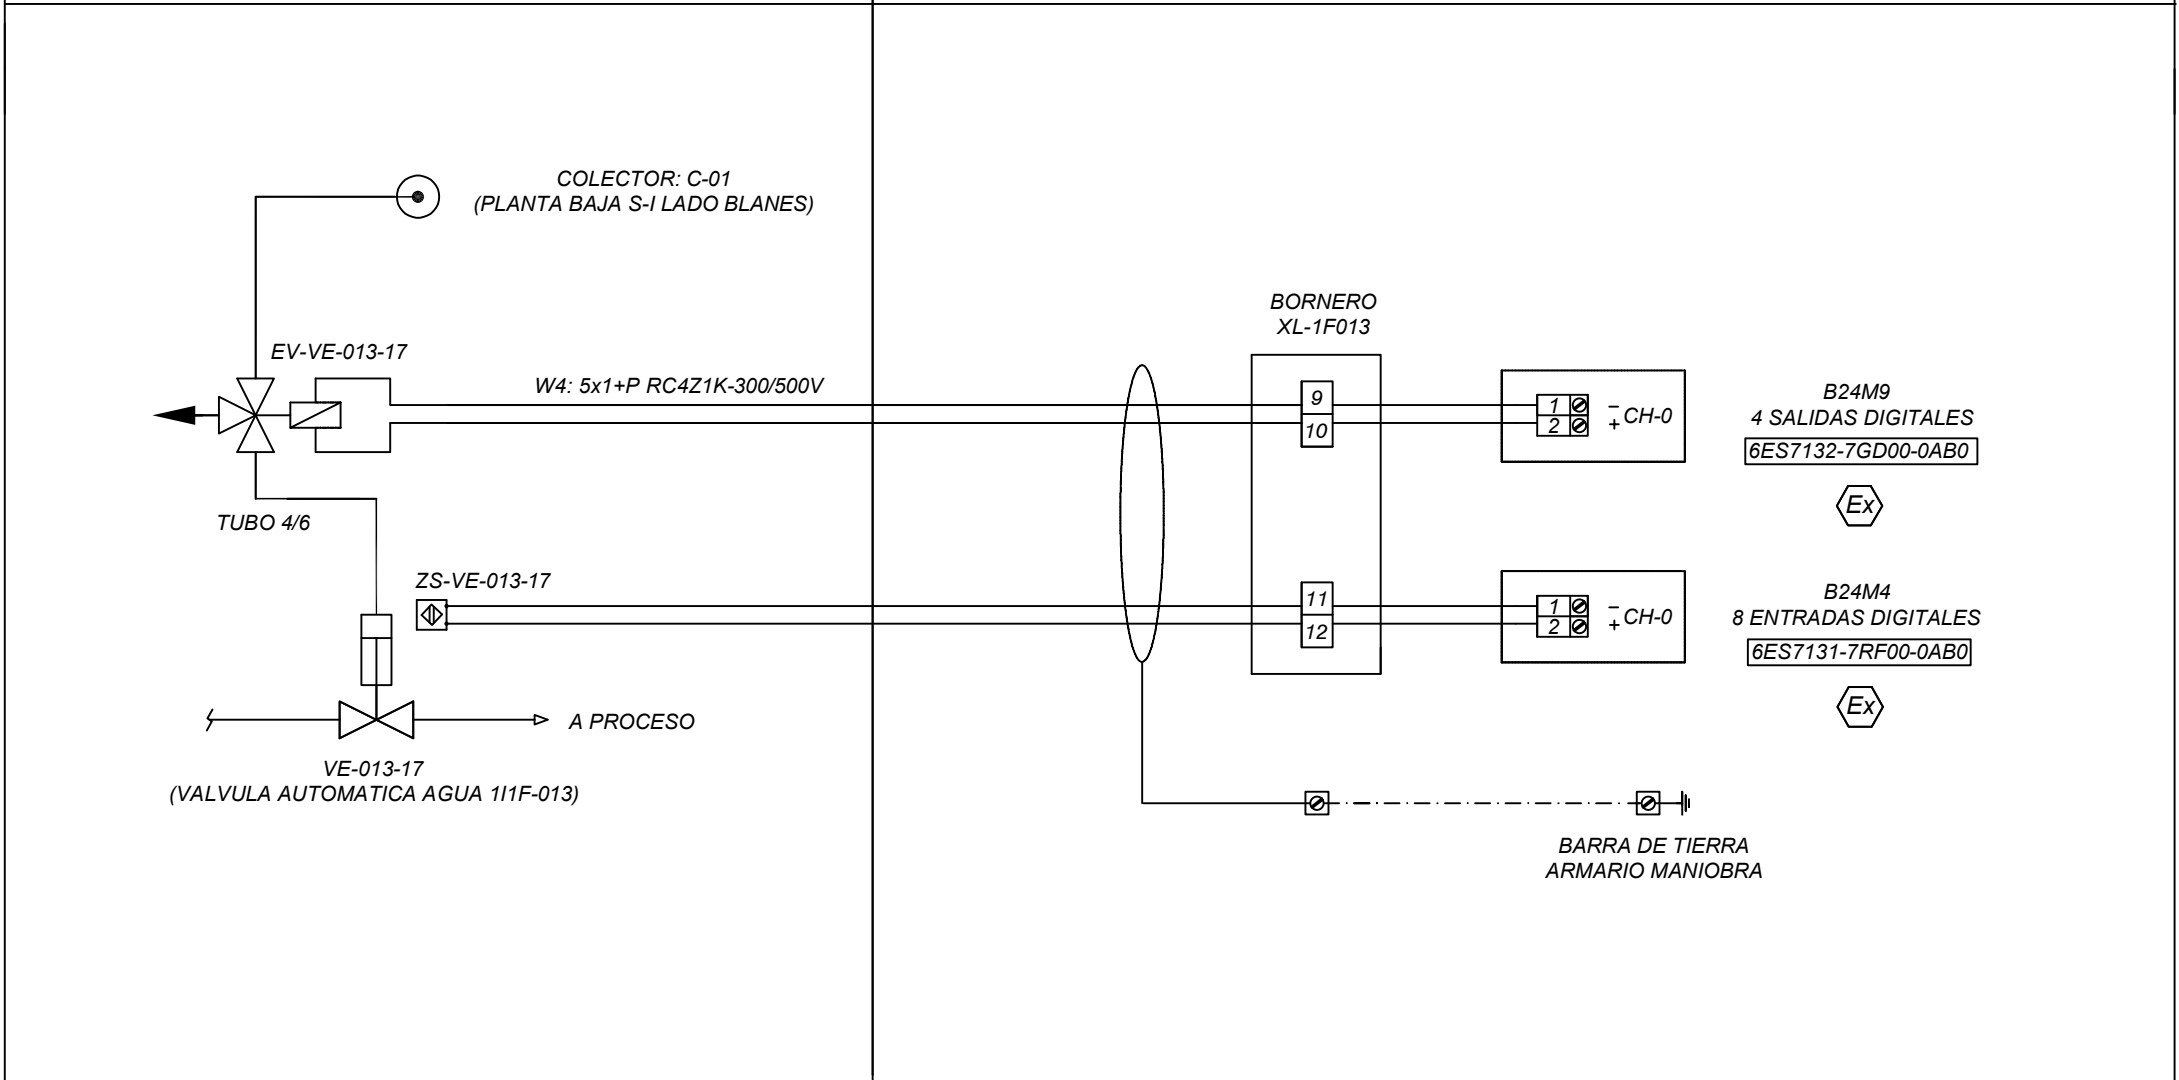 COLECTOR: C-01
(PLANTA BAJA S-I LADO BLANES)
EV-VE-013-17
W4: 5x1+P RC4Z1K-300/500V
TUBO 4/6
ZS-VE-013-17
A PROCESO
VE-013-17
(VALVULA AUTOMATICA AGUA 1I1F-013)
BORNERO
XL-1F013
9
10
1
2
–
+
CH-0
B24M9
4 SALIDAS DIGITALES
6ES7132-7GD00-0AB0
Ex
11
12
1
2
–
+
CH-0
B24M4
8 ENTRADAS DIGITALES
6ES7131-7RF00-0AB0
Ex
BARRA DE TIERRA
ARMARIO MANIOBRA